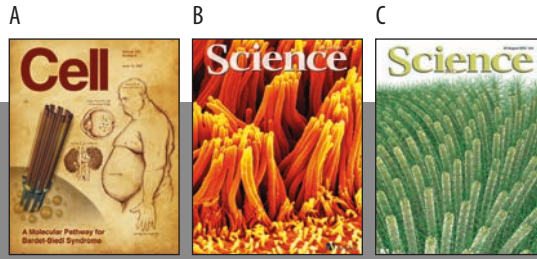 A
B
C
Cell
Science
Science
A Molecular Pathway for
Bardet-Biedl Syndrome